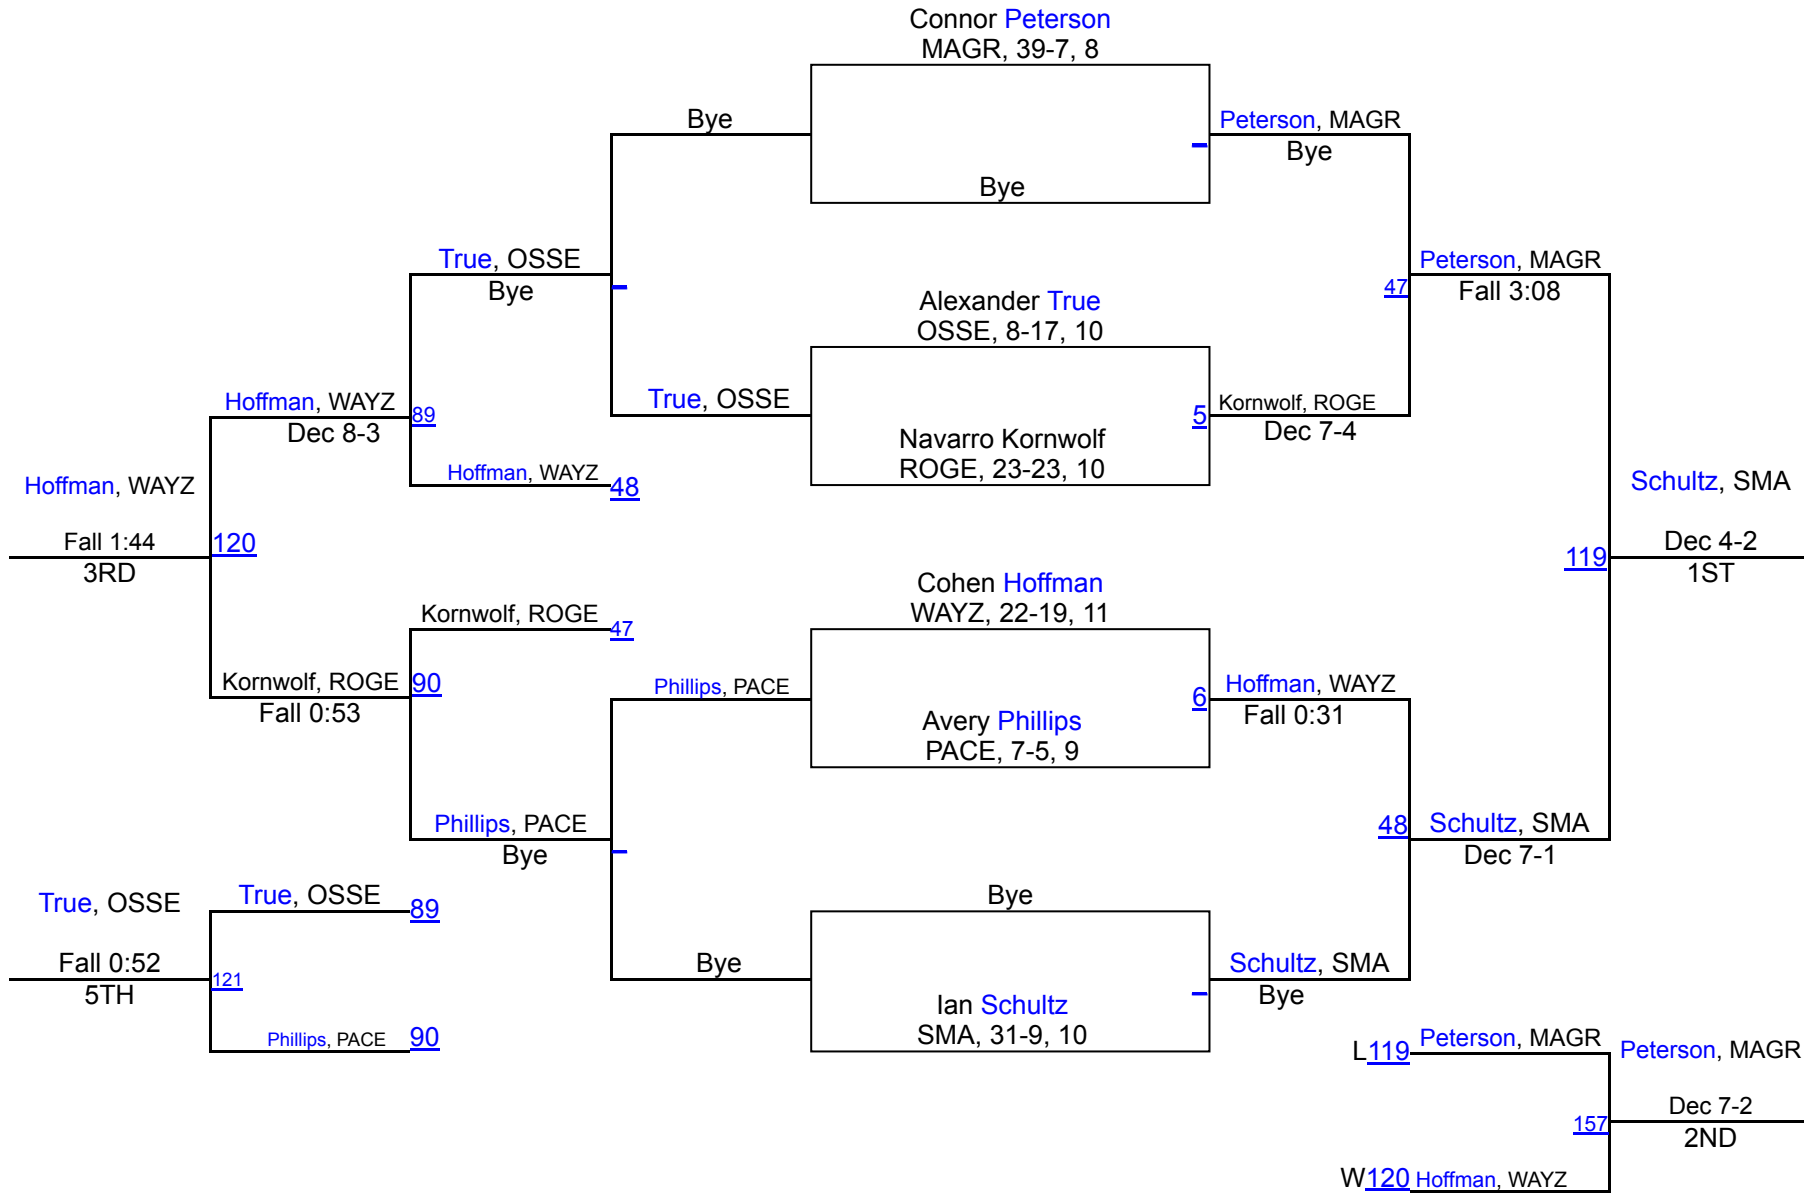 Connor Peterson
MAGR, 39-7, 8
Bye
Peterson, MAGR
Bye
Bye
True, OSSE
Bye
Peterson, MAGR
47
Fall 3:08
Alexander True
OSSE, 8-17, 10
Hoffman, WAYZ
89
Dec 8-3
True, OSSE
5
Kornwolf, ROGE
Dec 7-4
Navarro Kornwolf
ROGE, 23-23, 10
Hoffman, WAYZ
48
Hoffman, WAYZ
Fall 1:44
3RD
120
Schultz, SMA
119
Dec 4-2
1ST
Cohen Hoffman
WAYZ, 22-19, 11
Kornwolf, ROGE
47
Kornwolf, ROGE
90
Fall 0:53
Phillips, PACE
6
Hoffman, WAYZ
Fall 0:31
Avery Phillips
PACE, 7-5, 9
Phillips, PACE
Bye
48
Schultz, SMA
Dec 7-1
True, OSSE
True, OSSE
89
Bye
Fall 0:52
5TH
121
Bye
Schultz, SMA
Bye
Ian Schultz
SMA, 31-9, 10
Phillips, PACE
90
L119
Peterson, MAGR
Peterson, MAGR
157
Dec 7-2
2ND
W120
Hoffman, WAYZ